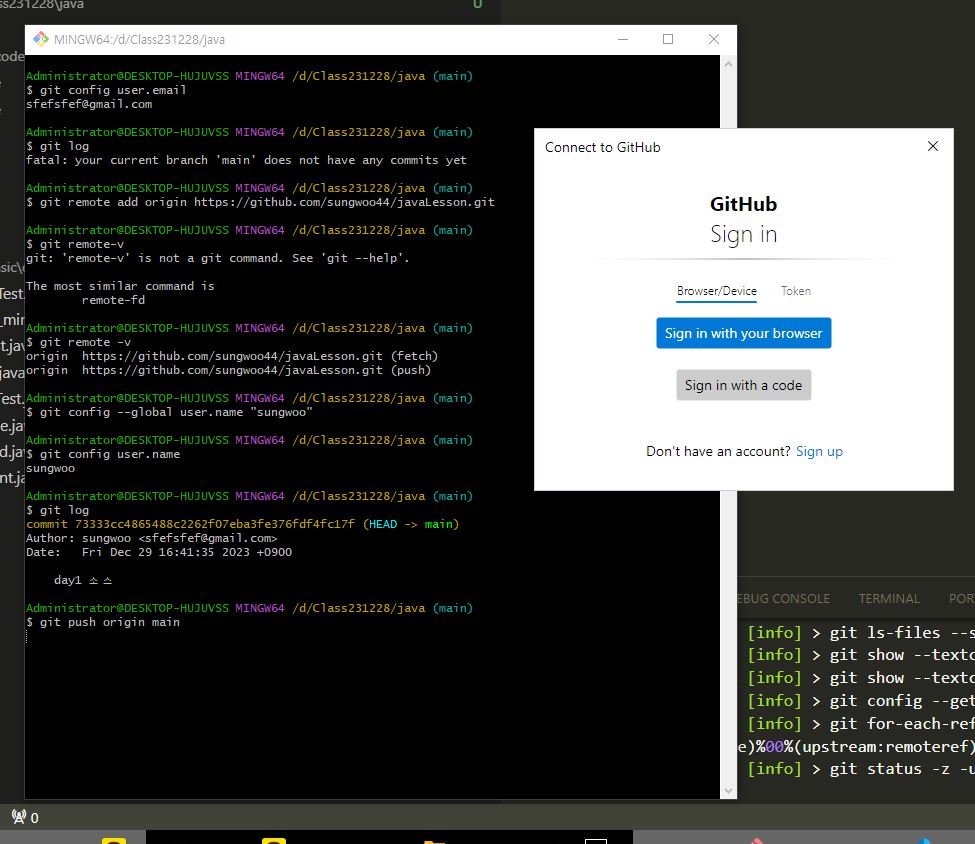 ss231228\java
U
MINGW64:/d/Class231228/java
code
Administrator@DESKTOP-HUJUVSS MINGW64 /d/Class231228/java (main)
$ git config user.email
sfefsfef@gmail.com
Administrator@DESKTOP-HUJUVSS MINGW64 /d/Class231228/java (main)
$ git log
fatal: your current branch 'main' does not have any commits yet
Administrator@DESKTOP-HUJUVSS MINGW64 /d/Class231228/java (main)
$ git remote add origin https://github.com/sungwoo44/javaLesson.git
Administrator@DESKTOP-HUJUVSS MINGW64 /d/Class231228/java (main)
$ git remote-v
git: 'remote-v' is not a git command. See 'git --help'.
The most similar command is
remote-fd
Administrator@DESKTOP-HUJUVSS MINGW64 /d/Class231228/java (main)
$ git remote -v
origin  https://github.com/sungwoo44/javaLesson.git (fetch)
origin  https://github.com/sungwoo44/javaLesson.git (push)
Administrator@DESKTOP-HUJUVSS MINGW64 /d/Class231228/java (main)
$ git config --global user.name "sungwoo"
Administrator@DESKTOP-HUJUVSS MINGW64 /d/Class231228/java (main)
$ git config user.name
sungwoo
Administrator@DESKTOP-HUJUVSS MINGW64 /d/Class231228/java (main)
$ git log
commit 73333cc4865488c2262f07eba3fe376fdf4fc17f (HEAD -> main)
Author: sungwoo <sfefsfef@gmail.com>
Date:   Fri Dec 29 16:41:35 2023 +0900
day1 ㅗㅗ
Administrator@DESKTOP-HUJUVSS MINGW64 /d/Class231228/java (main)
$ git push origin main
Connect to GitHub
GitHub
Sign in
Browser/Device
Token
Sign in with your browser
Sign in with a code
Don't have an account? Sign up
EBUG CONSOLE
TERMINAL
POR
[info] > git ls-files --s
[info] > git show --textc
[info] > git show --textc
[info] > git config --get
[info] > git for-each-ref
e)%00%(upstream:remoteref)
[info] > git status -z -u
0